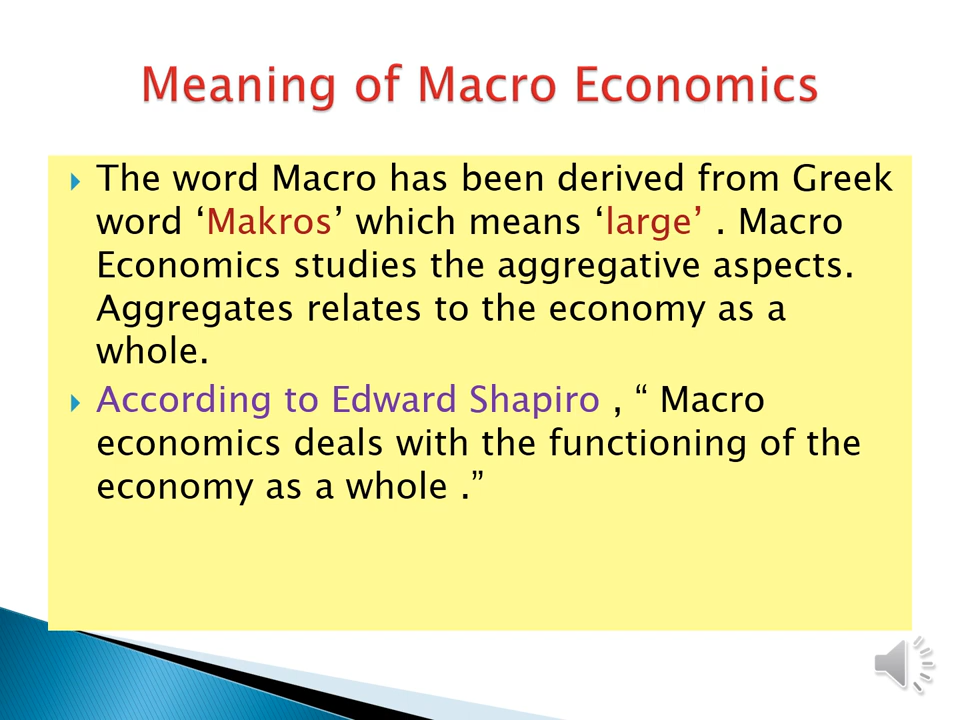 Meaning of Macro Economics
The word Macro has been derived from Greek
word ‘Makros’ which means ‘large’ . Macro
Economics studies the aggregative aspects.
Aggregates relates to the economy as a
whole.
According to Edward Shapiro , “ Macro
economics deals with the functioning of the
economy as a whole .”